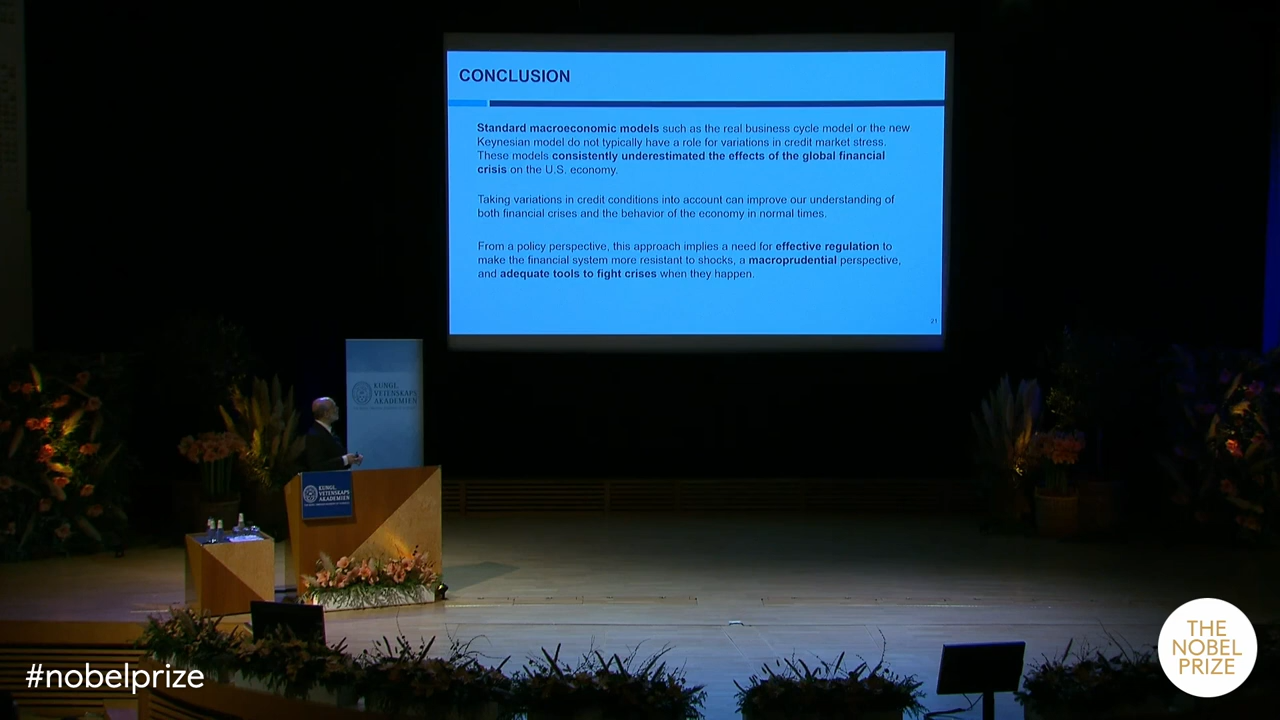 CONCLUSION
Standard macroeconomic models such as the real business cycle model or the new
Keynesian model do not typically have a role for variations in credit market stress.
These models consistently underestimated the effects of the global financial
crisis on the U.S. economy.
Taking variations in credit conditions into account can improve our understanding of
both financial crises and the behavior of the economy in normal times.
From a policy perspective, this approach implies a need for effective regulation to
make the financial system more resistant to shocks, a macroprudential perspective,
and adequate tools to fight crises when they happen.
21
KUNGL.
VETENSKAPS
AKADEMIEN
KUNGL.
VETENSKAPS
AKADEMIEN
#nobelprize
THE
NOBEL
PRIZE